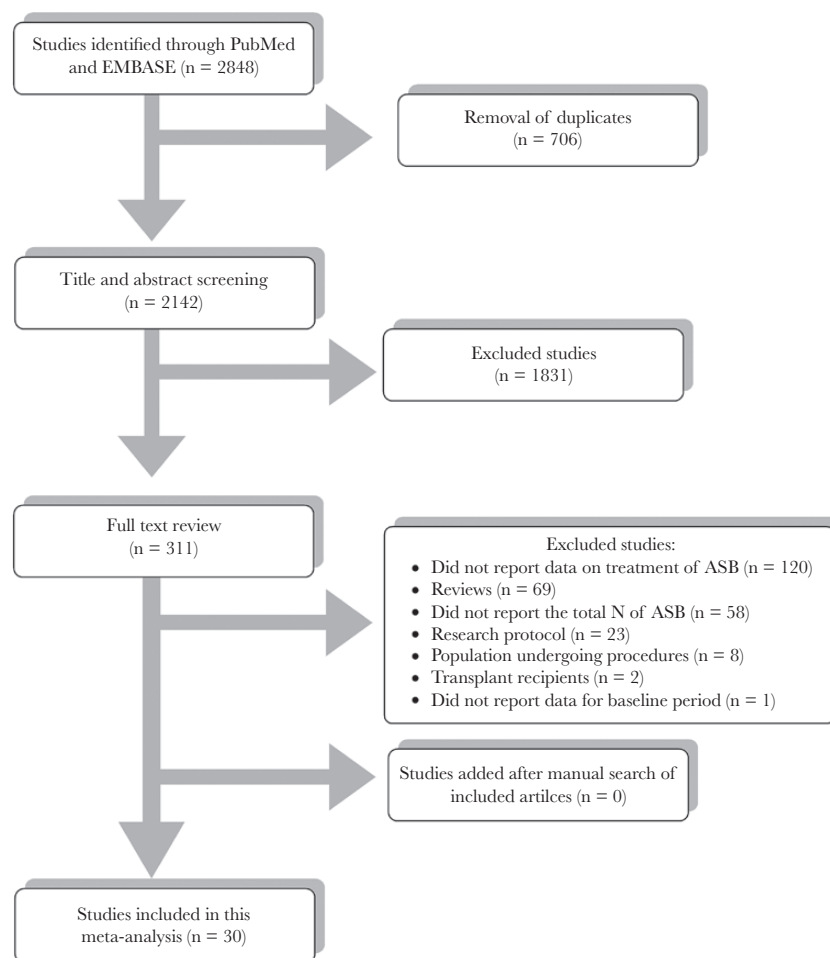 Studies identified through PubMed
and EMBASE (n = 2848)
Removal of duplicates
(n = 706)
Title and abstract screening
(n = 2142)
Excluded studies
(n = 1831)
Full text review
(n = 311)
Excluded studies:
• Did not report data on treatment of ASB (n = 120)
• Reviews (n = 69)
• Did not report the total N of ASB (n = 58)
• Research protocol (n = 23)
• Population undergoing procedures (n = 8)
• Transplant recipients (n = 2)
• Did not report data for baseline period (n = 1)
Studies added after manual search of
included artilces (n = 0)
Studies included in this
meta-analysis (n = 30)